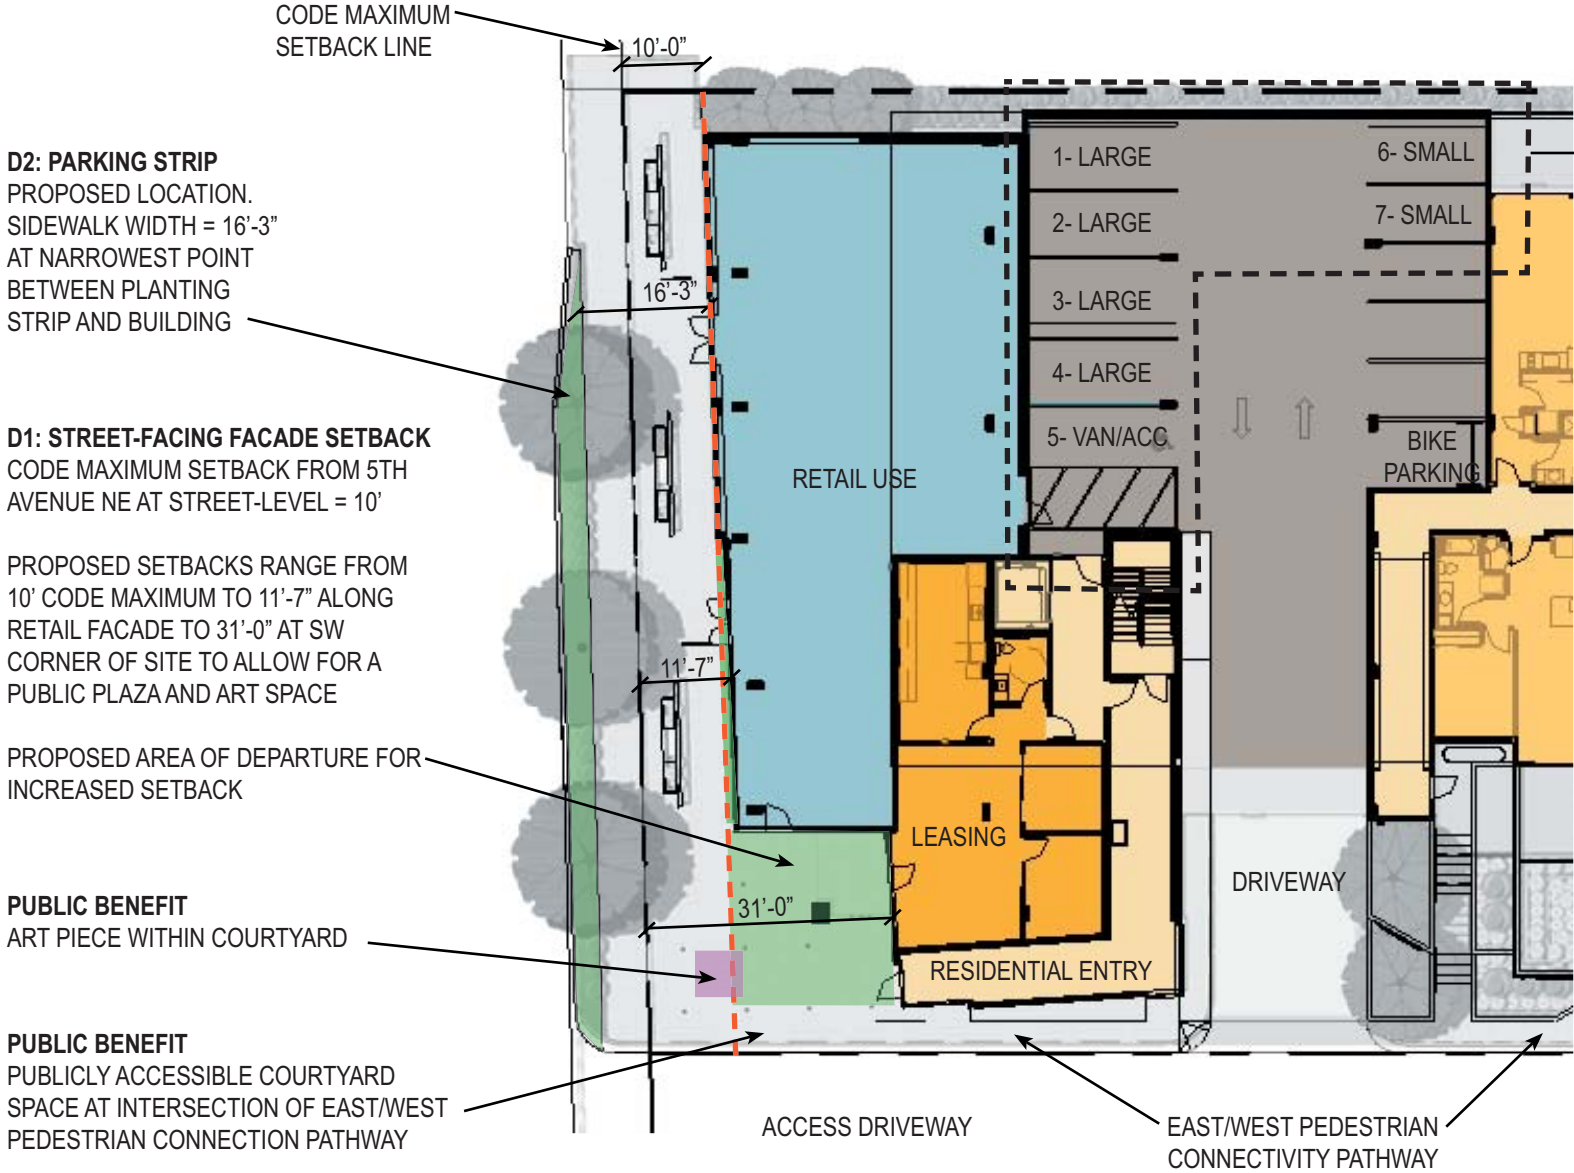 CODE MAXIMUM
SETBACK LINE
10'-0"
D2: PARKING STRIP
PROPOSED LOCATION.
SIDEWALK WIDTH = 16'-3"
AT NARROWEST POINT
BETWEEN PLANTING
STRIP AND BUILDING
D1: STREET-FACING FACADE SETBACK
CODE MAXIMUM SETBACK FROM 5TH
AVENUE NE AT STREET-LEVEL = 10'
PROPOSED SETBACKS RANGE FROM
10' CODE MAXIMUM TO 11'-7" ALONG
RETAIL FACADE TO 31'-0" AT SW
CORNER OF SITE TO ALLOW FOR A
PUBLIC PLAZA AND ART SPACE
PROPOSED AREA OF DEPARTURE FOR
INCREASED SETBACK
PUBLIC BENEFIT
ART PIECE WITHIN COURTYARD
PUBLIC BENEFIT
PUBLICLY ACCESSIBLE COURTYARD
SPACE AT INTERSECTION OF EAST/WEST
PEDESTRIAN CONNECTION PATHWAY
16'-3"
11'-7"
31'-0"
RETAIL USE
1- LARGE
2- LARGE
3- LARGE
4- LARGE
5- VAN/ACC
6- SMALL
7- SMALL
BIKE
PARKING
LEASING
RESIDENTIAL ENTRY
DRIVEWAY
ACCESS DRIVEWAY
EAST/WEST PEDESTRIAN
CONNECTIVITY PATHWAY